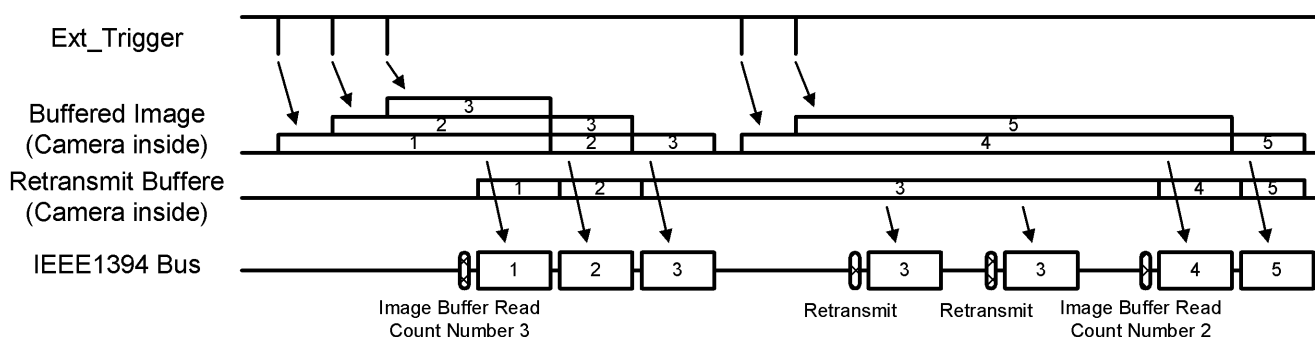 Ext_Trigger
3
2 3
1 2 3
5
4 5
Buffered Image
(Camera inside)
Retransmit Buffere
(Camera inside)
1 2 3 4 5
IEEE1394 Bus
1 2 3 3 3 4 5
Image Buffer Read
Count Number 3
Retransmit
Retransmit
Image Buffer Read
Count Number 2